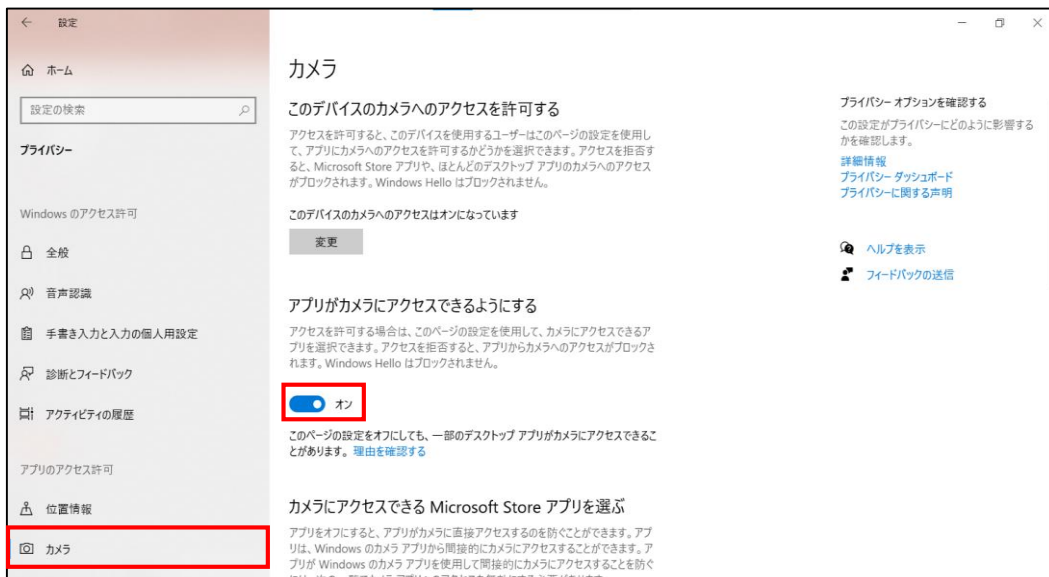 設定
ホーム
設定の検索
プライバシー
Windows のアクセス許可
全般
音声認識
手書き入力と入力の個人用設定
診断とフィードバック
アクティビティの履歴
アプリのアクセス許可
位置情報
カメラ
カメラ
このデバイスのカメラへのアクセスを許可する
アクセスを許可すると、このデバイスを使用するユーザーはこのページの設定を使用し
て、アプリにカメラへのアクセスを許可するかどうかを選択できます。アクセスを拒否す
ると、Microsoft Store アプリや、ほとんどのデスクトップ アプリのカメラへのアクセス
がブロックされます。Windows Hello はブロックされません。
このデバイスのカメラへのアクセスはオンになっています
変更
アプリがカメラにアクセスできるようにする
アクセスを許可する場合は、このページの設定を使用して、カメラにアクセスできるア
プリを選択できます。アクセスを拒否すると、アプリからカメラへのアクセスがブロックさ
れます。Windows Hello はブロックされません。
オン
このページの設定をオフにしても、一部のデスクトップ アプリがカメラにアクセスできるこ
とがあります。理由を確認する
カメラにアクセスできる Microsoft Store アプリを選ぶ
アプリをオフにすると、アプリがカメラに直接アクセスするのを防ぐことができます。アプ
リは、Windows のカメラ アプリから間接的にカメラにアクセスすることができます。ア
プリが Windows のカメラ アプリを使用して間接的にカメラにアクセスすることを防ぐ
プライバシー オプションを確認する
この設定がプライバシーにどのように影響する
かを確認します。
詳細情報
プライバシー ダッシュボード
プライバシーに関する声明
ヘルプを表示
フィードバックの送信